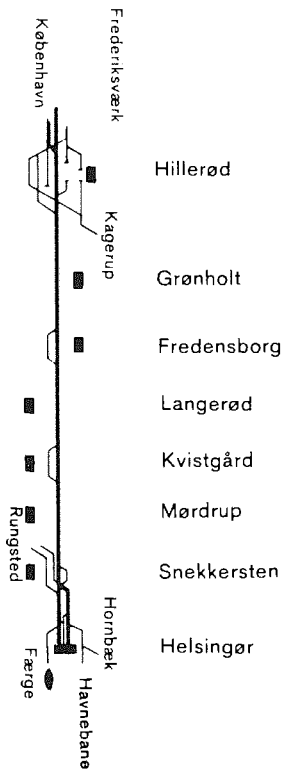 Frederiksværk
København
Hillerød
Kagerup
Grønholt
Fredensborg
Langerød
Kvistgård
Mørdrup
Rungsted
Snekkersten
Hornbæk
Helsingør
Færge
Havnebane